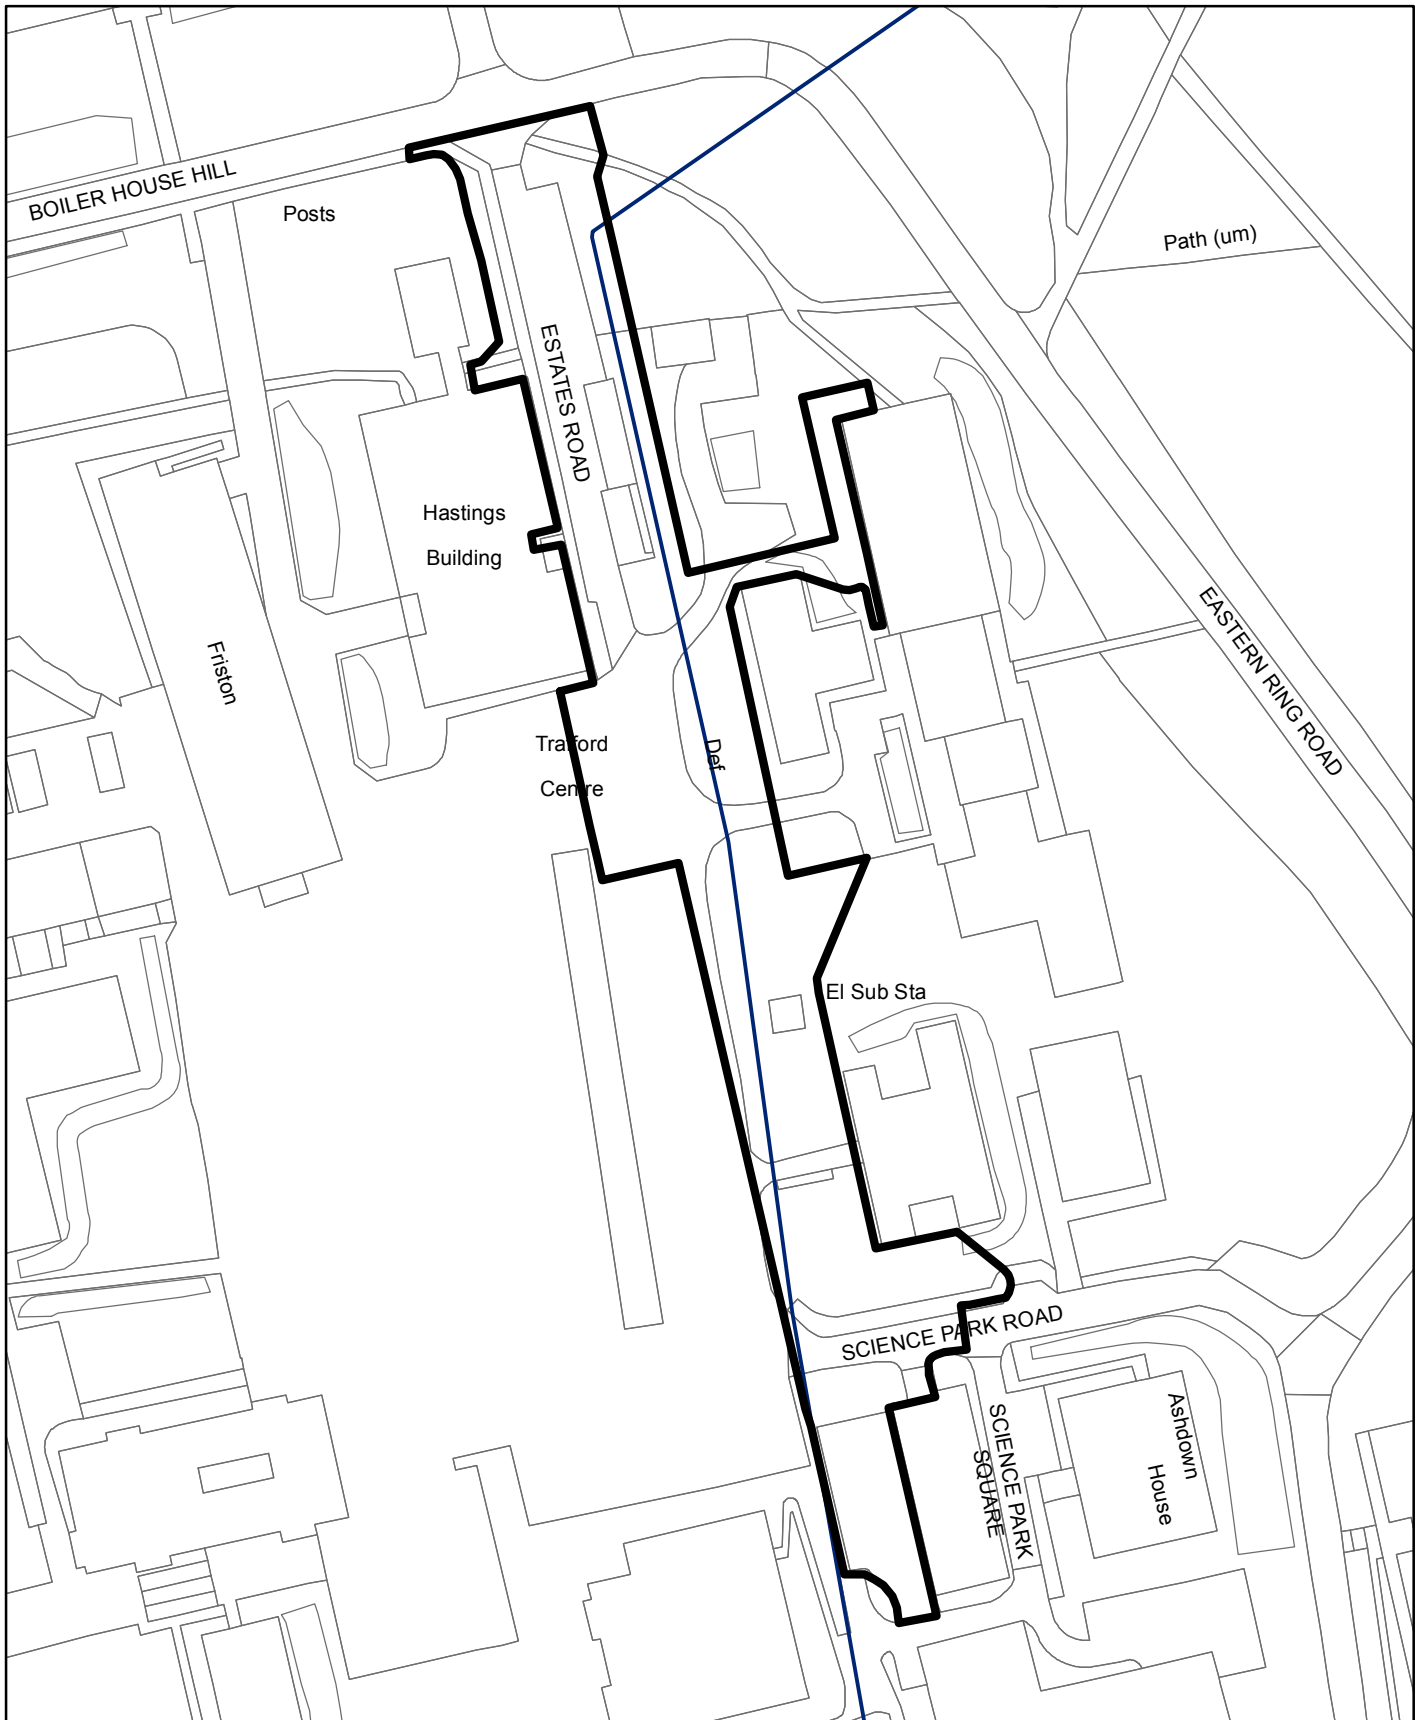 BOILER HOUSE HILL
Posts
Path (um)
ESTATES ROAD
Hastings
Building
Friston
EASTERN RING ROAD
Trafford
Centre
Def
El Sub Sta
SCIENCE PARK ROAD
SCIENCE PARK
SQUARE
Ashdown
House